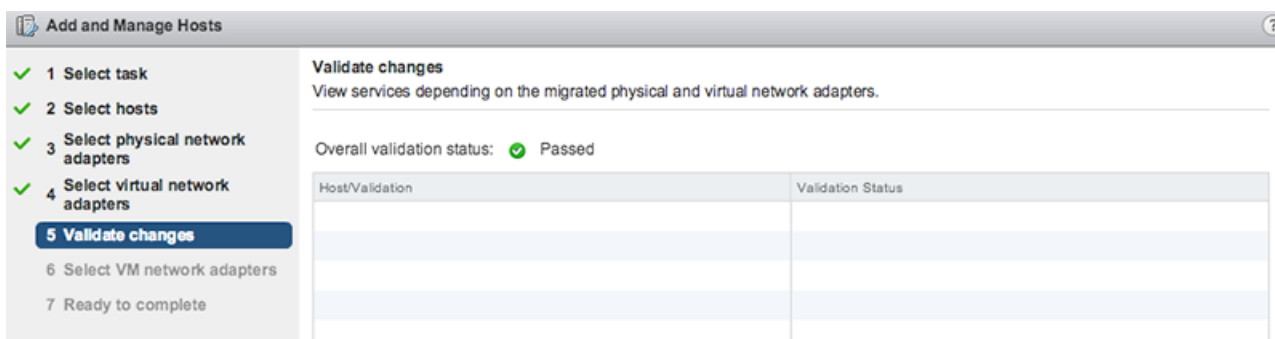 Add and Manage Hosts
?
1 Select task
2 Select hosts
3 Select physical network
adapters
4 Select virtual network
adapters
5 Validate changes
6 Select VM network adapters
7 Ready to complete
Validate changes
View services depending on the migrated physical and virtual network adapters.
Overall validation status: Passed
Host/Validation Validation Status